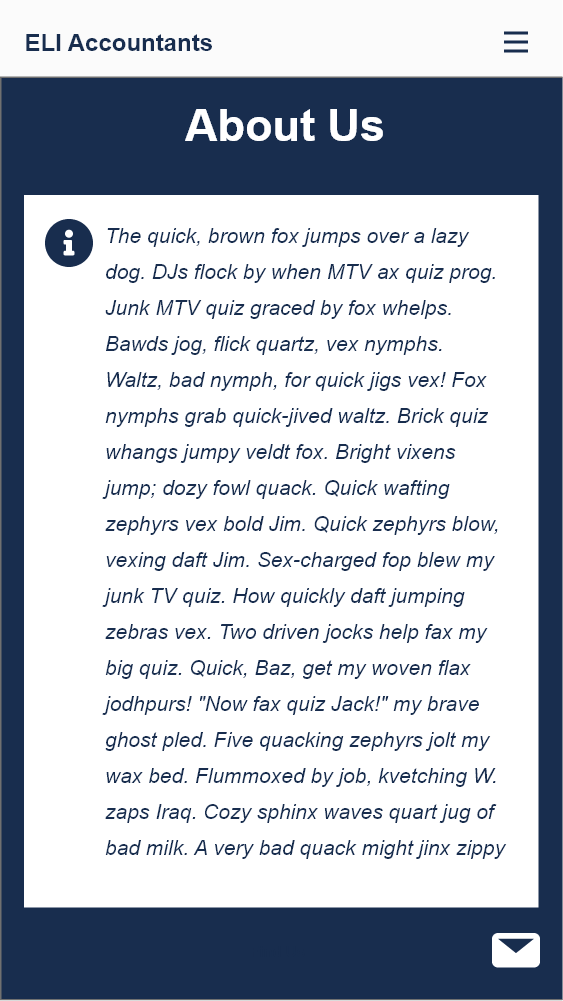 ELI Accountants
About Us
The quick, brown fox jumps over a lazy
dog. DJs flock by when MTV ax quiz prog.
Junk MTV quiz graced by fox whelps.
Bawds jog, flick quartz, vex nymphs.
Waltz, bad nymph, for quick jigs vex! Fox
nymphs grab quick-jived waltz. Brick quiz
whangs jumpy veldt fox. Bright vixens
jump; dozy fowl quack. Quick wafting
zephyrs vex bold Jim. Quick zephyrs blow,
vexing daft Jim. Sex-charged fop blew my
junk TV quiz. How quickly daft jumping
zebras vex. Two driven jocks help fax my
big quiz. Quick, Baz, get my woven flax
jodhpurs! "Now fax quiz Jack!" my brave
ghost pled. Five quacking zephyrs jolt my
wax bed. Flummoxed by job, kvetching W.
zaps Iraq. Cozy sphinx waves quart jug of
bad milk. A very bad quack might jinx zippy